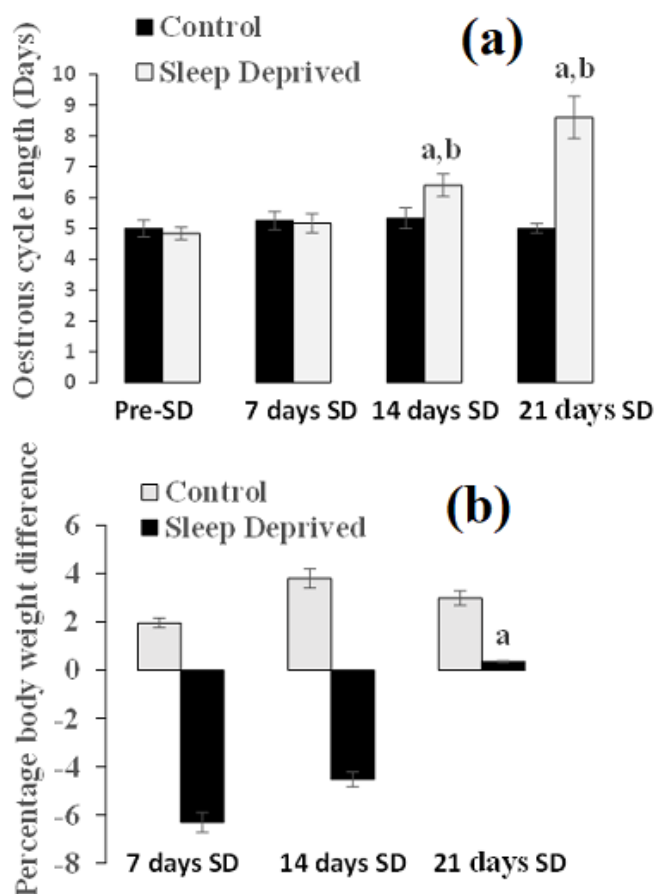 Control
(a)
Sleep Deprived
Oestrous cycle length (Days)
10
9
8
7
6
5
4
3
2
1
0
a,b
a,b
Pre-SD 7 days SD 14 days SD 21 days SD
Control
(b)
Sleep Deprived
Percentage body weight difference
6
4
2
0
-2
-4
-6
-8
a
7 days SD 14 days SD 21 days SD